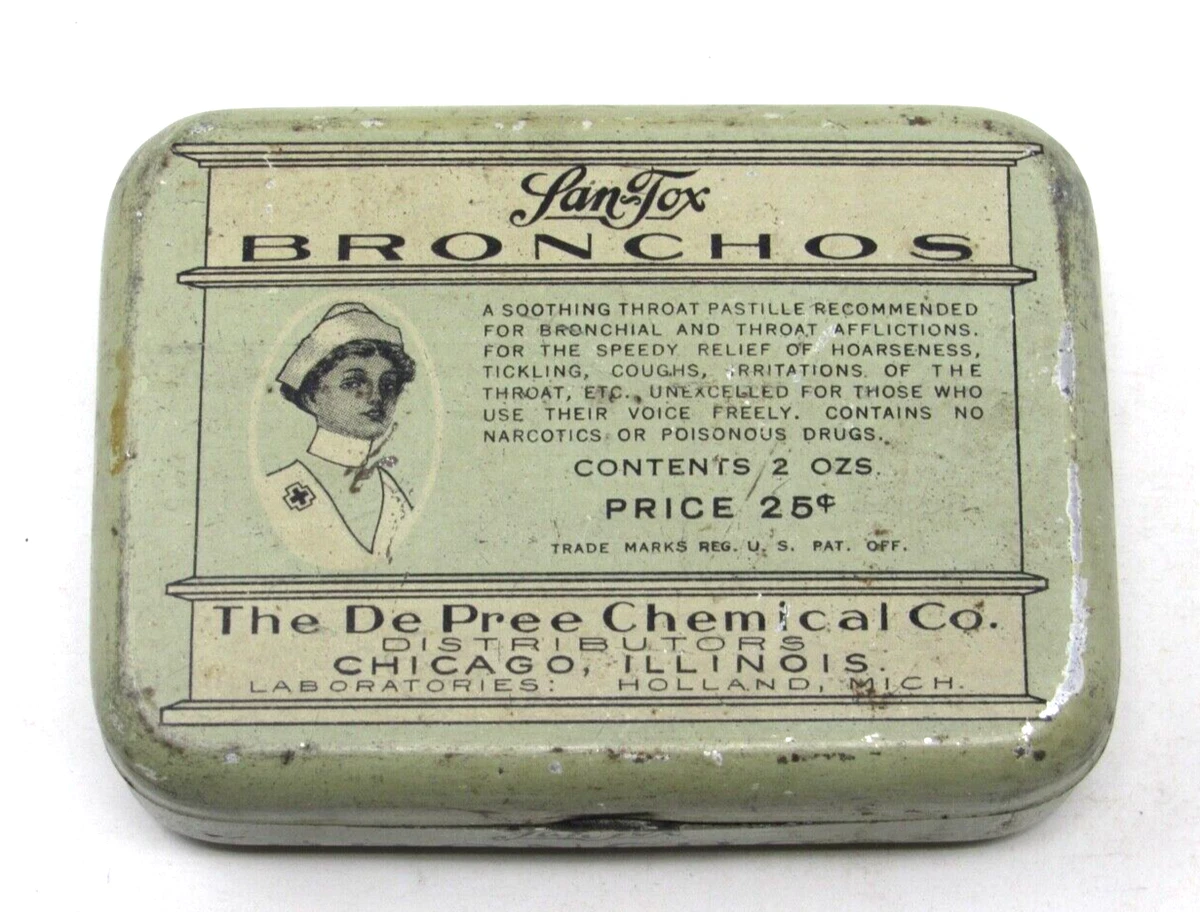 San-Tox
BRONCHOS
A SOOTHING THROAT PASTILLE RECOMMENDED
FOR BRONCHIAL AND THROAT AFFLICTIONS.
FOR THE SPEEDY RELIEF OF HOARSENESS,
TICKLING, COUGHS, IRRITATIONS OF THE
THROAT, ETC., UNEXCELLED FOR THOSE WHO
USE THEIR VOICE FREELY. CONTAINS NO
NARCOTICS OR POISONOUS DRUGS.
CONTENTS 2 OZS.
PRICE 25¢
TRADE MARKS REG. U. S. PAT. OFF.
The De Pree Chemical Co.
DISTRIBUTORS
CHICAGO, ILLINOIS.
LABORATORIES: HOLLAND, MICH.